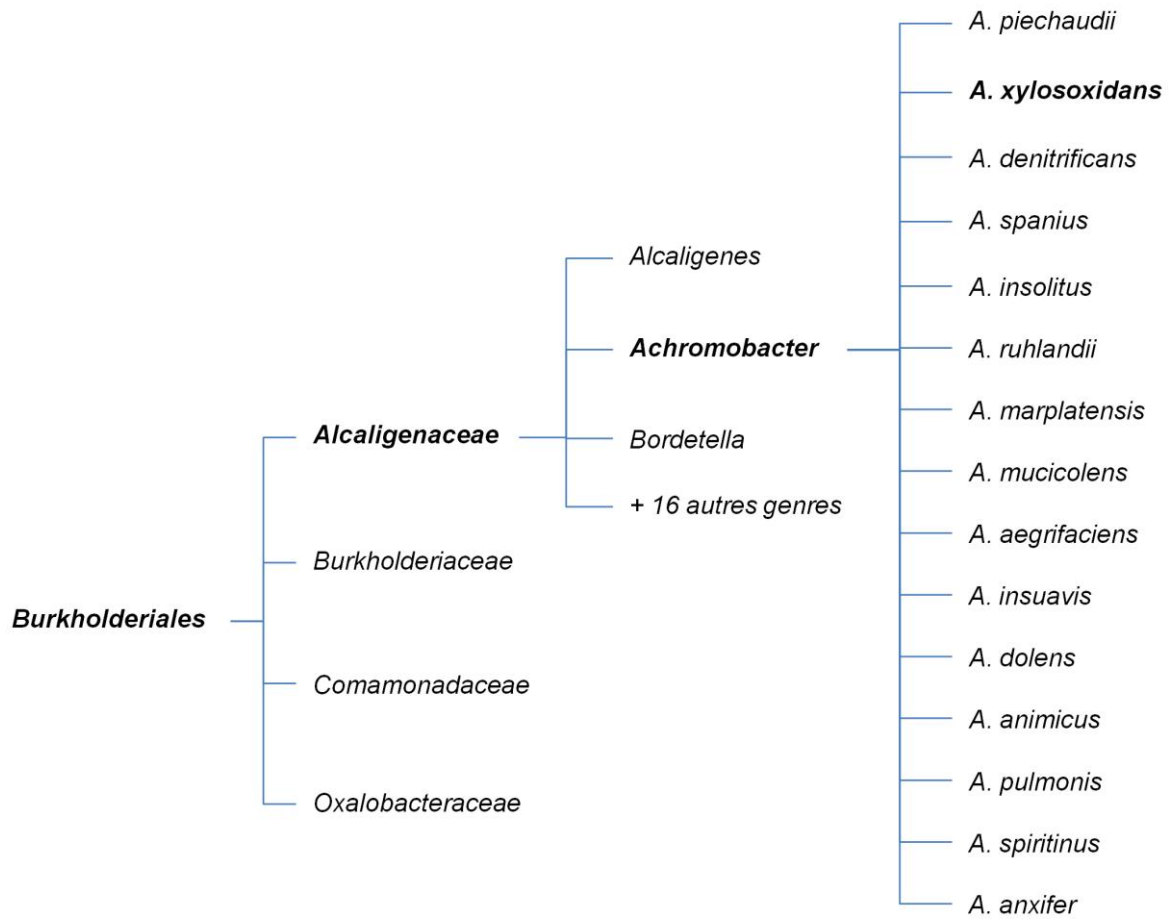 Burkholderiales
Alcaligenaceae
Burkholderiaceae
Comamonadaceae
Oxalobacteraceae
Alcaligenes
Achromobacter
Bordetella
+ 16 autres genres
A. piechaudii
A. xylosoxidans
A. denitrificans
A. spanius
A. insolitus
A. ruhlandii
A. marplatensis
A. mucicolens
A. aegrifaciens
A. insuavis
A. dolens
A. animicus
A. pulmonis
A. spiritinus
A. anxifer